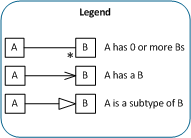 Legend
A B A has 0 or more Bs
*
A B A has a B
A B A is a subtype of B